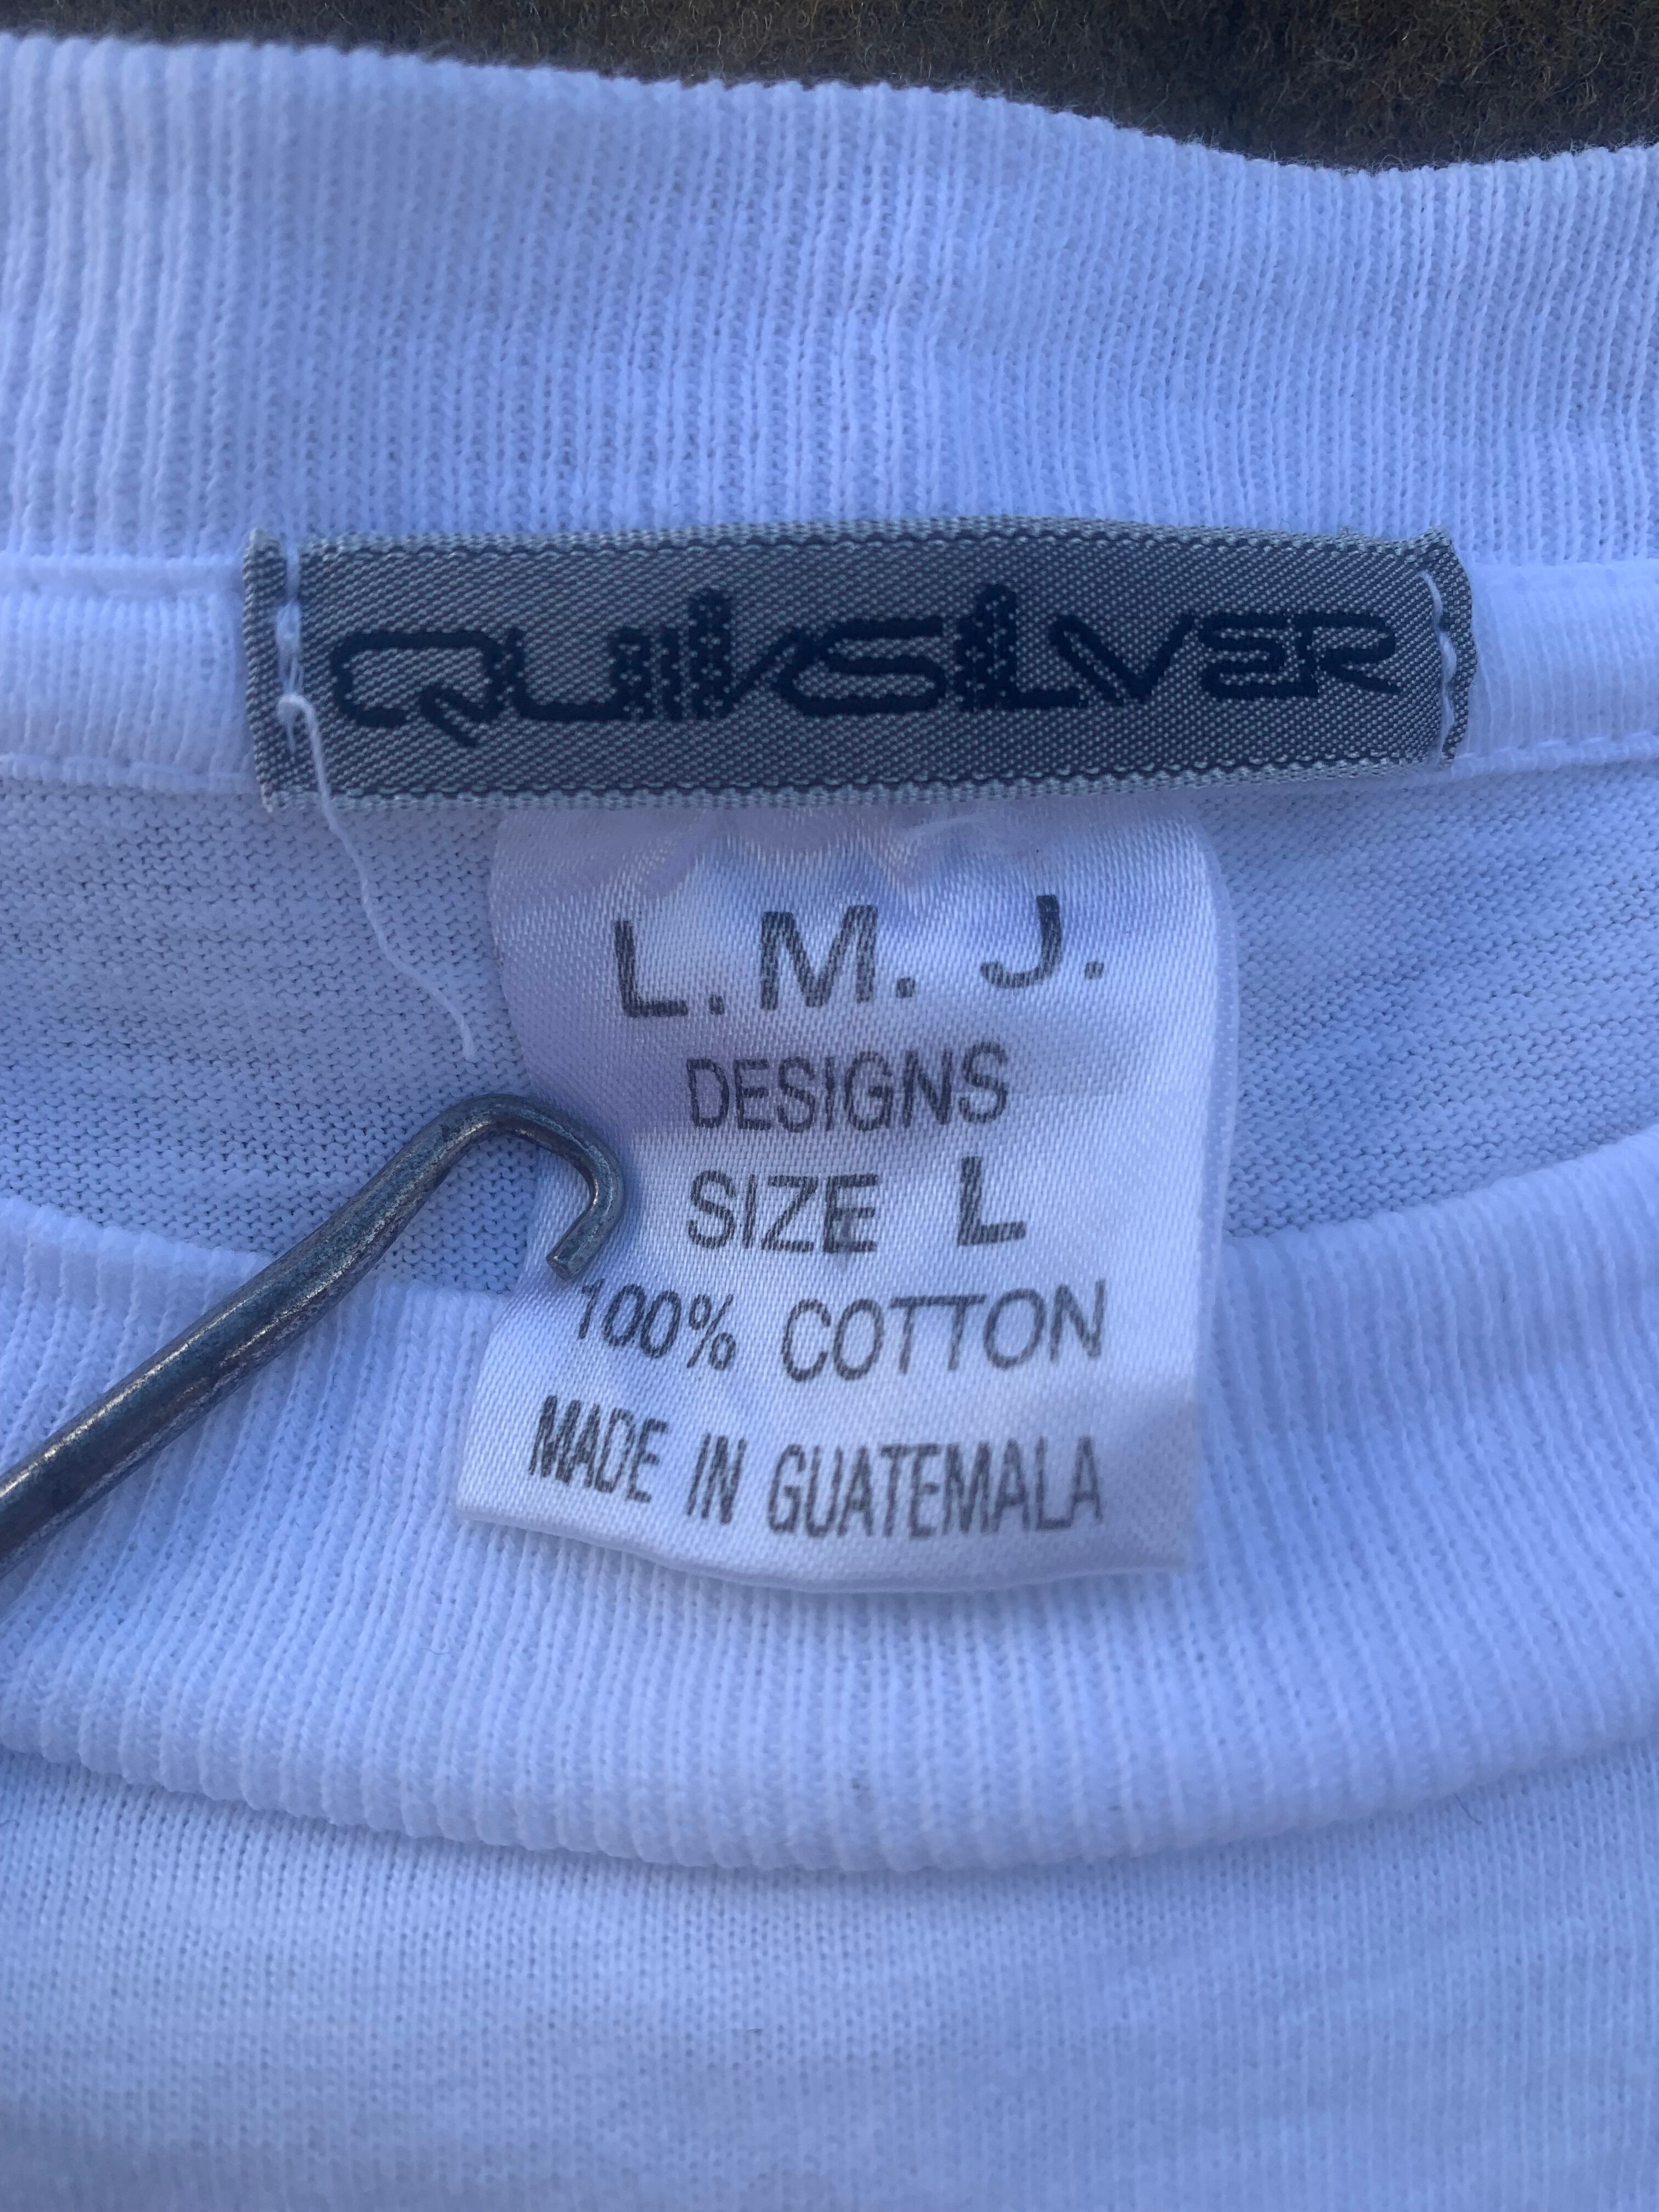 QUIKSILVER
L.M. J.
DESIGNS
SIZE L
100% COTTON
MADE IN GUATEMALA